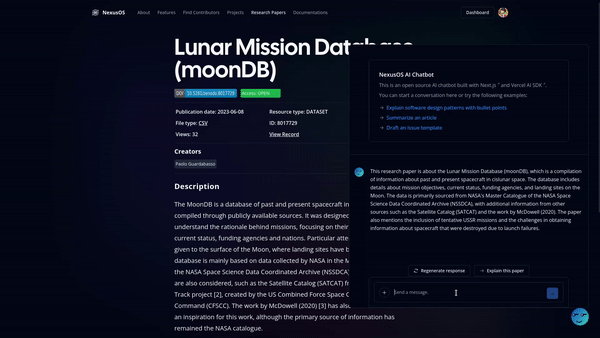 NexusOS
About
Features
Find Contributors
Projects
Research Papers
Documentations
Dashboard
Lunar Mission Database
(moonDB)
DOI 10.5281/zenodo.8017729
Access OPEN
Publication date: 2023-06-08
Resource type: DATASET
File type: CSV
ID: 8017729
Views: 32
View Record
Creators
Paolo Guardabasso
Description
The MoonDB is a database of past and present spacecraft in
compiled through publicly available sources. It was designed
understand the rationale behind missions, focusing on their
current status, funding agencies and nations. Particular atte
given to the surface of the Moon, where landing sites have b
database is mainly based on data collected by NASA in the M
the NASA Space Science Data Coordinated Archive (NSSDCA
are also considered, such as the Satellite Catalog (SATCAT) f
Track project [2], created by the US Combined Force Space C
Command (CFSCC). The work by McDowell (2020) [3] has also
an inspiration for this work, although the primary source of information has
remained the NASA catalogue.
NexusOS AI Chatbot
This is an open source AI chatbot built with Next.js and Vercel AI SDK .
You can start a conversation here or try the following examples:
Explain software design patterns with bullet points
Summarize an article
Draft an issue template
This research paper is about the Lunar Mission Database (moonDB), which is a compilation
of information about past and present spacecraft in cislunar space. The database includes
details about mission objectives, current status, funding agencies, and landing sites on the
Moon. The data is primarily sourced from NASA's Master Catalogue of the NASA Space
Science Data Coordinated Archive (NSSDCA), with additional information from other
sources such as the Satellite Catalog (SATCAT) and the work by McDowell (2020). The paper
also mentions the inclusion of tentative USSR missions and the challenges in obtaining
information about spacecraft that were destroyed due to launch failures.
Regenerate response
Explain this paper
Send a message.